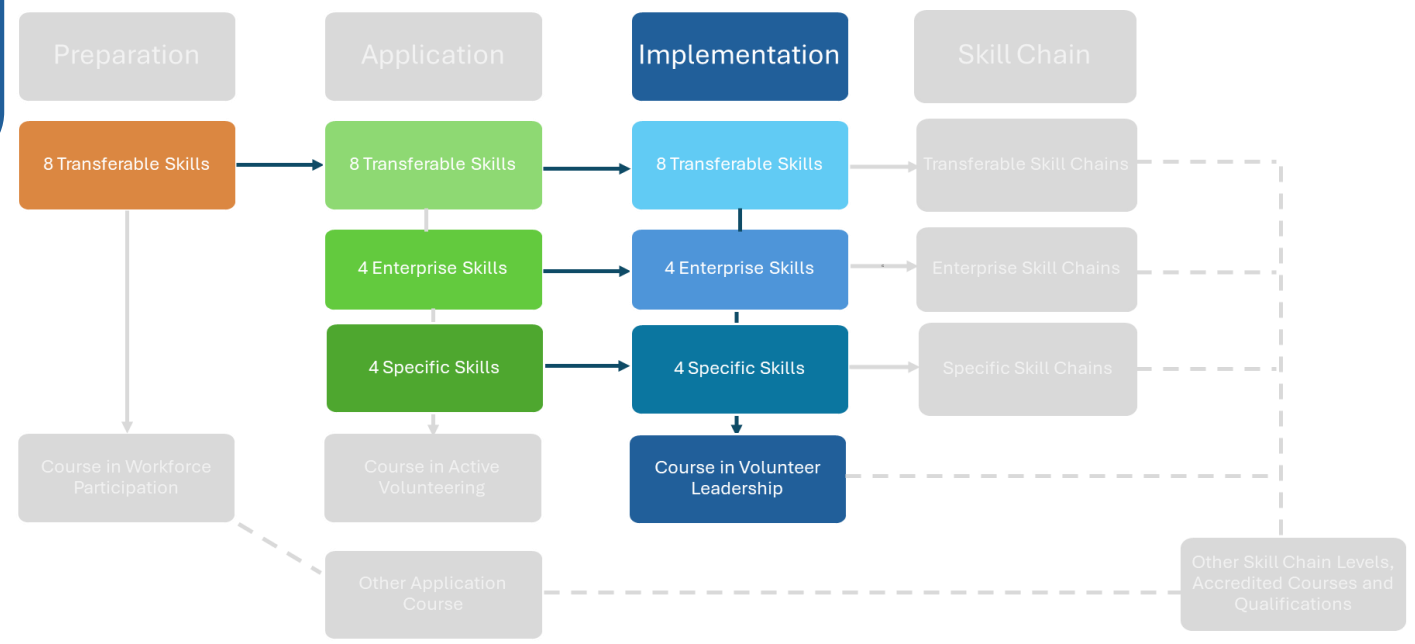 Preparation
Application
Implementation
Skill Chain
8 Transferable Skills
8 Transferable Skills
8 Transferable Skills
Transferable Skill Chains
4 Enterprise Skills
4 Enterprise Skills
Enterprise Skill Chains
4 Specific Skills
4 Specific Skills
Specific Skill Chains
Course in Workforce
Participation
Course in Active
Volunteering
Course in Volunteer
Leadership
Other Application
Course
Other Skill Chain Levels,
Accredited Courses and
Qualifications